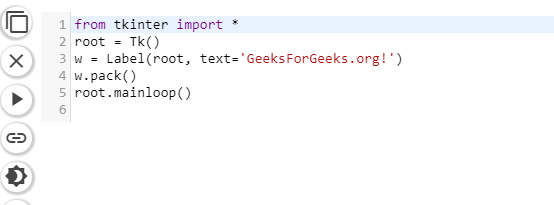 1 from tkinter import *
2 root = Tk()
3 w = Label(root, text='GeeksForGeeks.org!')
4 w.pack()
5 root.mainloop()
6